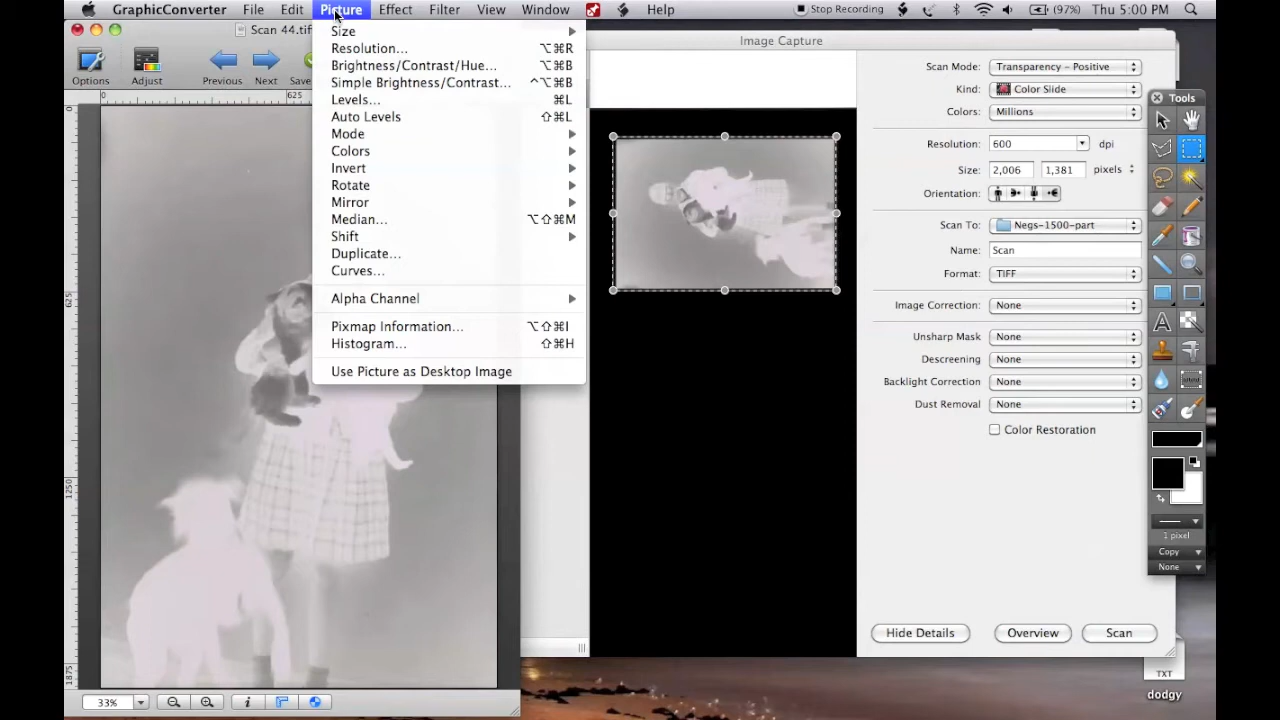 GraphicConverter File Edit Picture Effect Filter View Window Help Stop Recording (97%) Thu 5:00 PM
Scan 44.tif
Options Adjust Previous Next
0 625
625
1250
1875
33%
Size
Resolution... ⌥⌘R
Brightness/Contrast/Hue... ⌥⌘B
Simple Brightness/Contrast... ^⌥⌘B
Levels... ⌘L
Auto Levels ⇧⌘L
Mode
Colors
Invert
Rotate
Mirror
Median... ⌥⇧⌘M
Shift
Duplicate...
Curves...
Alpha Channel
Pixmap Information... ⌥⇧⌘I
Histogram... ⇧⌘H
Use Picture as Desktop Image
Image Capture
Scan Mode: Transparency - Positive
Kind: Color Slide
Colors: Millions
Resolution: 600 dpi
Size: 2,006 1,381 pixels
Orientation:
Scan To: Negs-1500-part
Name: Scan
Format: TIFF
Image Correction: None
Unsharp Mask None
Descreening: None
Backlight Correction None
Dust Removal: None
Color Restoration
Hide Details Overview Scan
Tools
A
1 pixel
Copy
None
TXT
dodgy